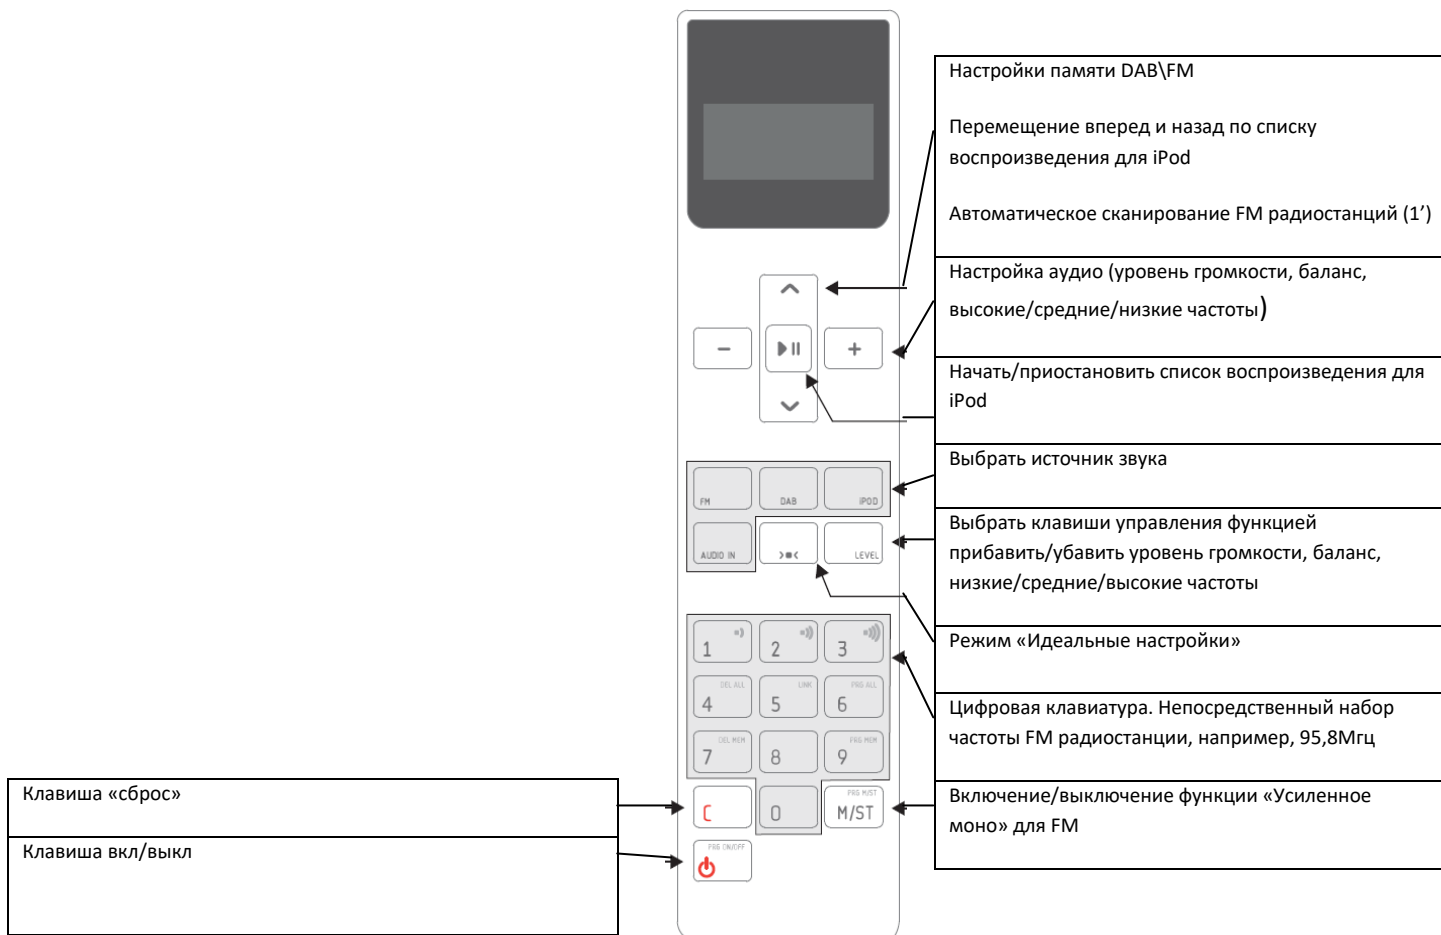 Настройки памяти DAB\FM
Перемещение вперед и назад по списку
воспроизведения для iPod
Автоматическое сканирование FM радиостанций (1’)
Настройка аудио (уровень громкости, баланс,
высокие/средние/низкие частоты)
Начать/приостановить список воспроизведения для
iPod
Выбрать источник звука
Выбрать клавиши управления функцией
прибавить/убавить уровень громкости, баланс,
низкие/средние/высокие частоты
Режим «Идеальные настройки»
Цифровая клавиатура. Непосредственный набор
частоты FM радиостанции, например, 95,8Мгц
Включение/выключение функции «Усиленное
моно» для FM
Клавиша «сброс»
Клавиша вкл/выкл
− +
FM DAB iPOD
AUDIO IN LEVEL
1 2 3
DEL ALL LINK PRG ALL
4 5 6
DEL MEM PRG MEM
7 8 9
PRG M/ST
C 0 M/ST
PRG ON/OFF